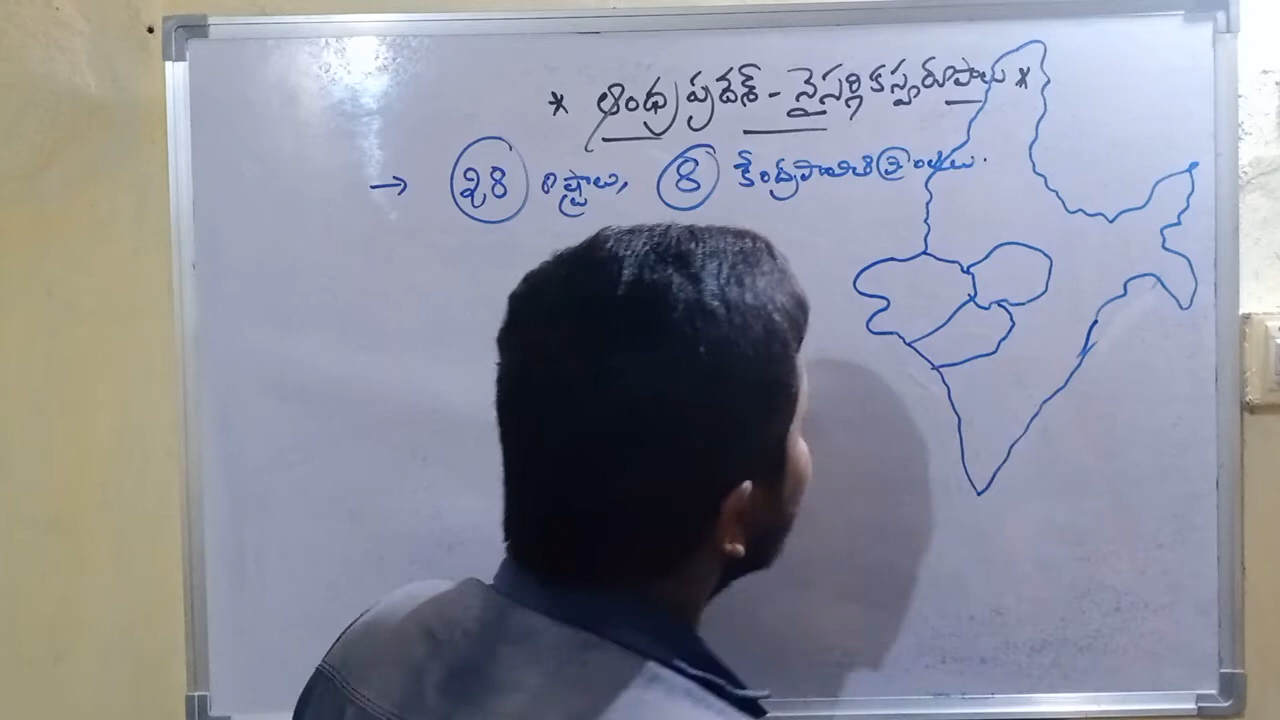 * ఆంధ్రప్రదేశ్ - నైసర్గిక స్వరూపాలు *
→ 28 రాష్ట్రాలు, 8 కేంద్రపాలిత ప్రాంతాలు.